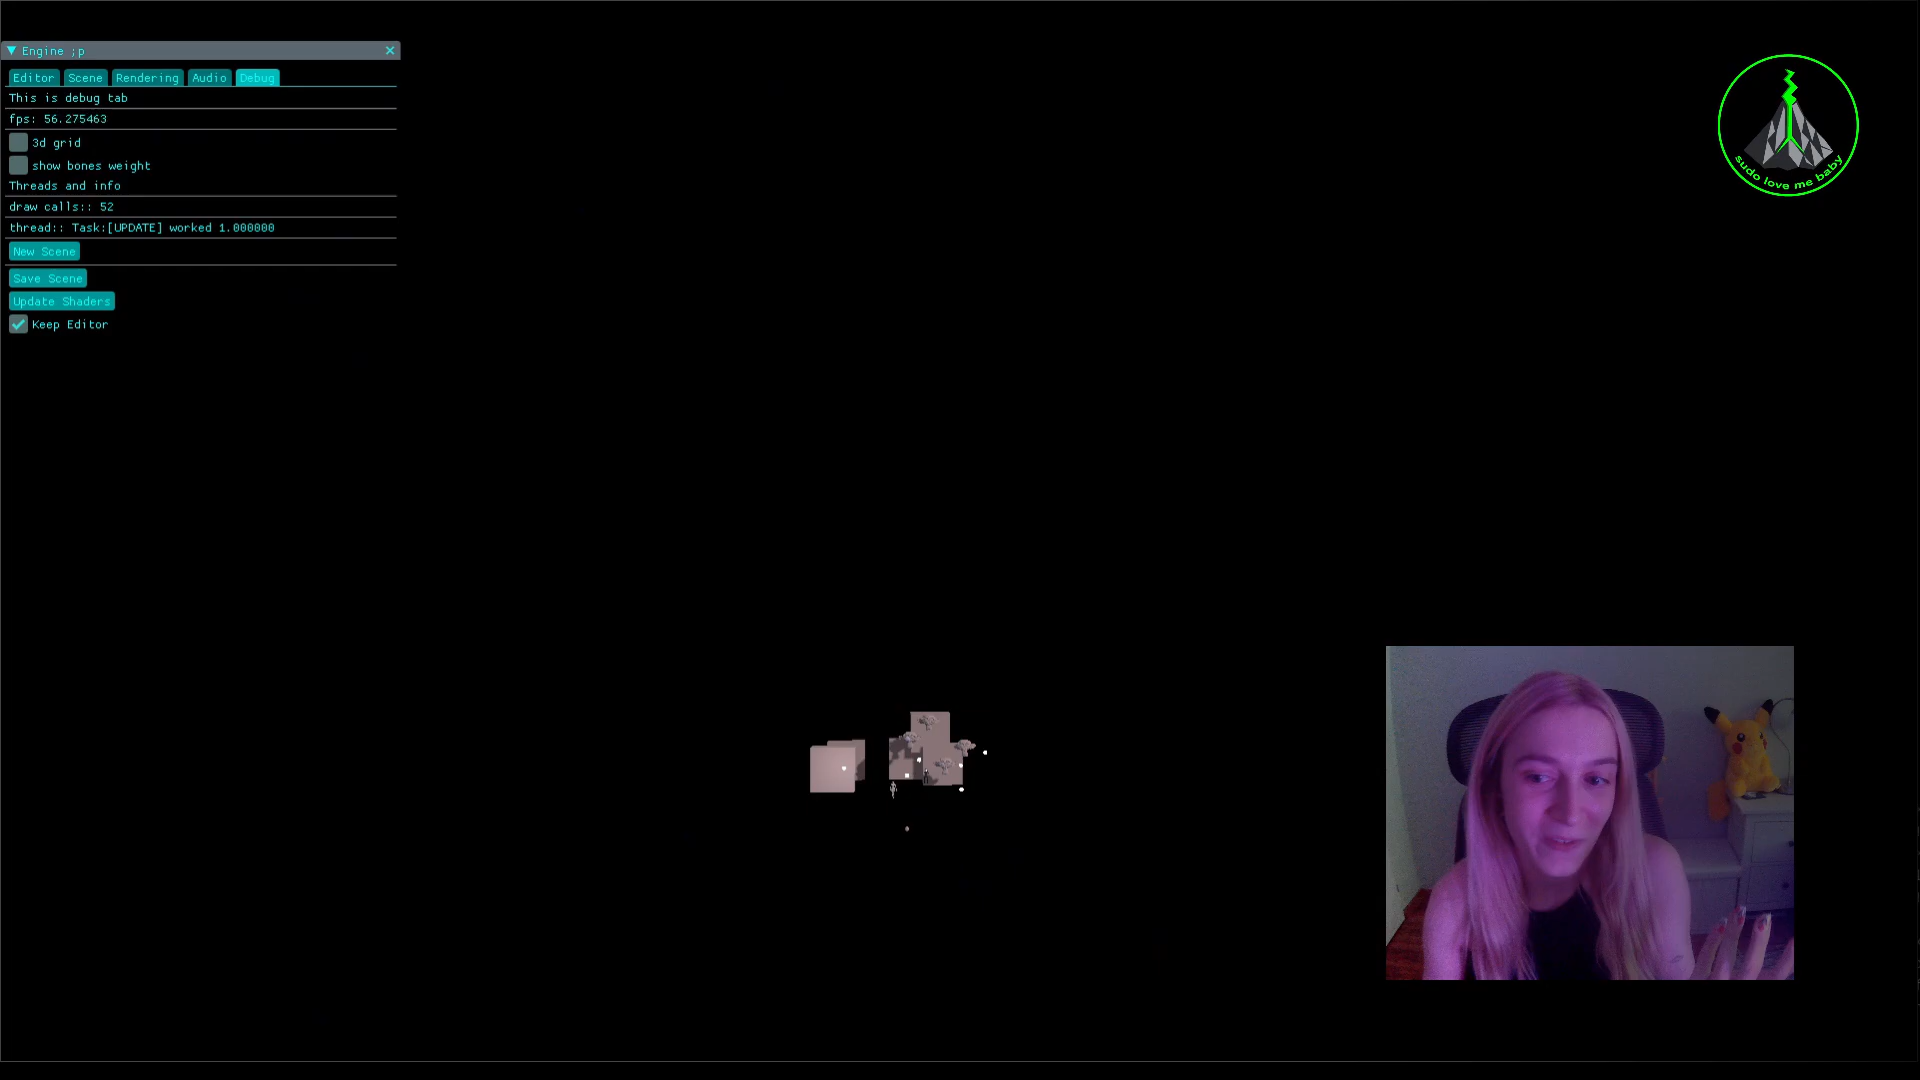 Engine ;p
Editor Scene Rendering Audio Debug
This is debug tab
fps: 56.275463
3d grid
show bones weight
Threads and info
draw calls:: 52
thread:: Task:[UPDATE] worked 1.000000
New Scene
Save Scene
Update Shaders
Keep Editor
sudo love me baby